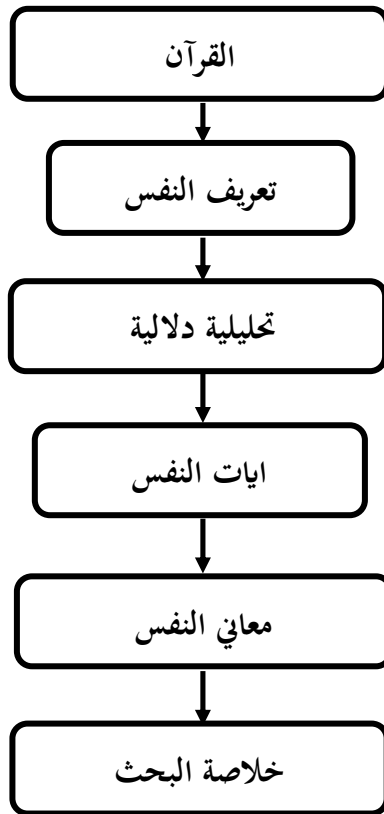 القرآن
تعريف النفس
تحليلية دلالية
ايات النفس
معاني النفس
خلاصة البحث